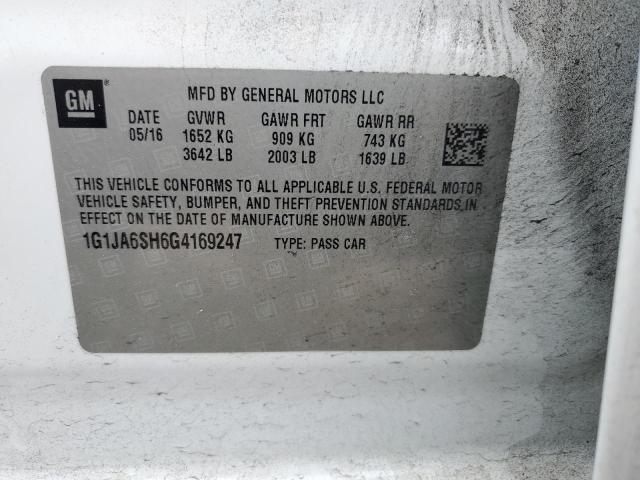 GM
MFD BY GENERAL MOTORS LLC
DATE GVWR GAWR FRT GAWR RR
05/16 1652 KG 909 KG 743 KG
3642 LB 2003 LB 1639 LB
THIS VEHICLE CONFORMS TO ALL APPLICABLE U.S. FEDERAL MOTOR
VEHICLE SAFETY, BUMPER, AND THEFT PREVENTION STANDARDS IN
EFFECT ON THE DATE OF MANUFACTURE SHOWN ABOVE.
1G1JA6SH6G4169247 TYPE: PASS CAR